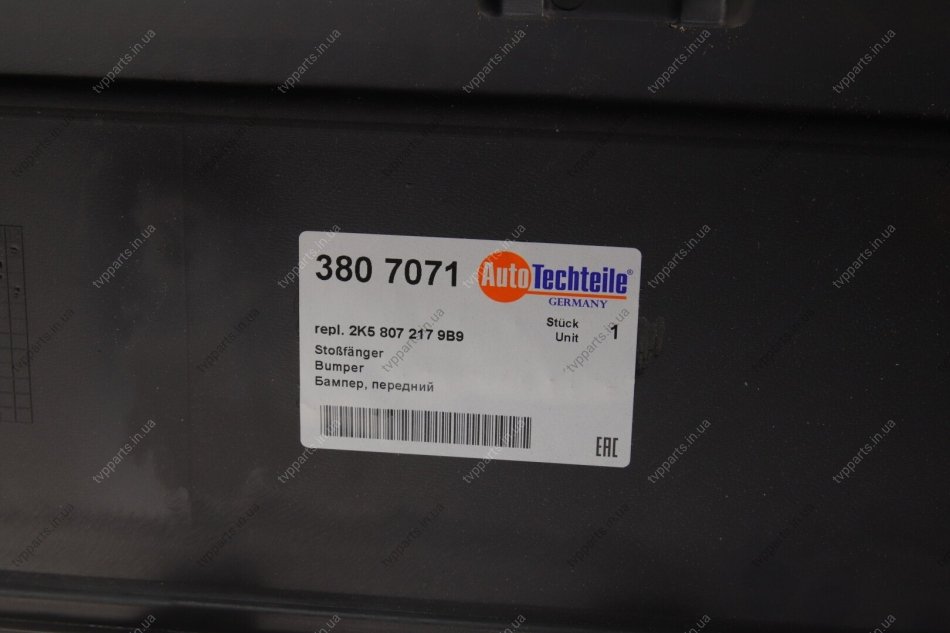 380 7071
AutoTechteile®
GERMANY
repl. 2K5 807 217 9B9
Stück
Unit
1
Stoßfänger
Bumper
Бампер, передний
EAC
tvpparts.in.ua